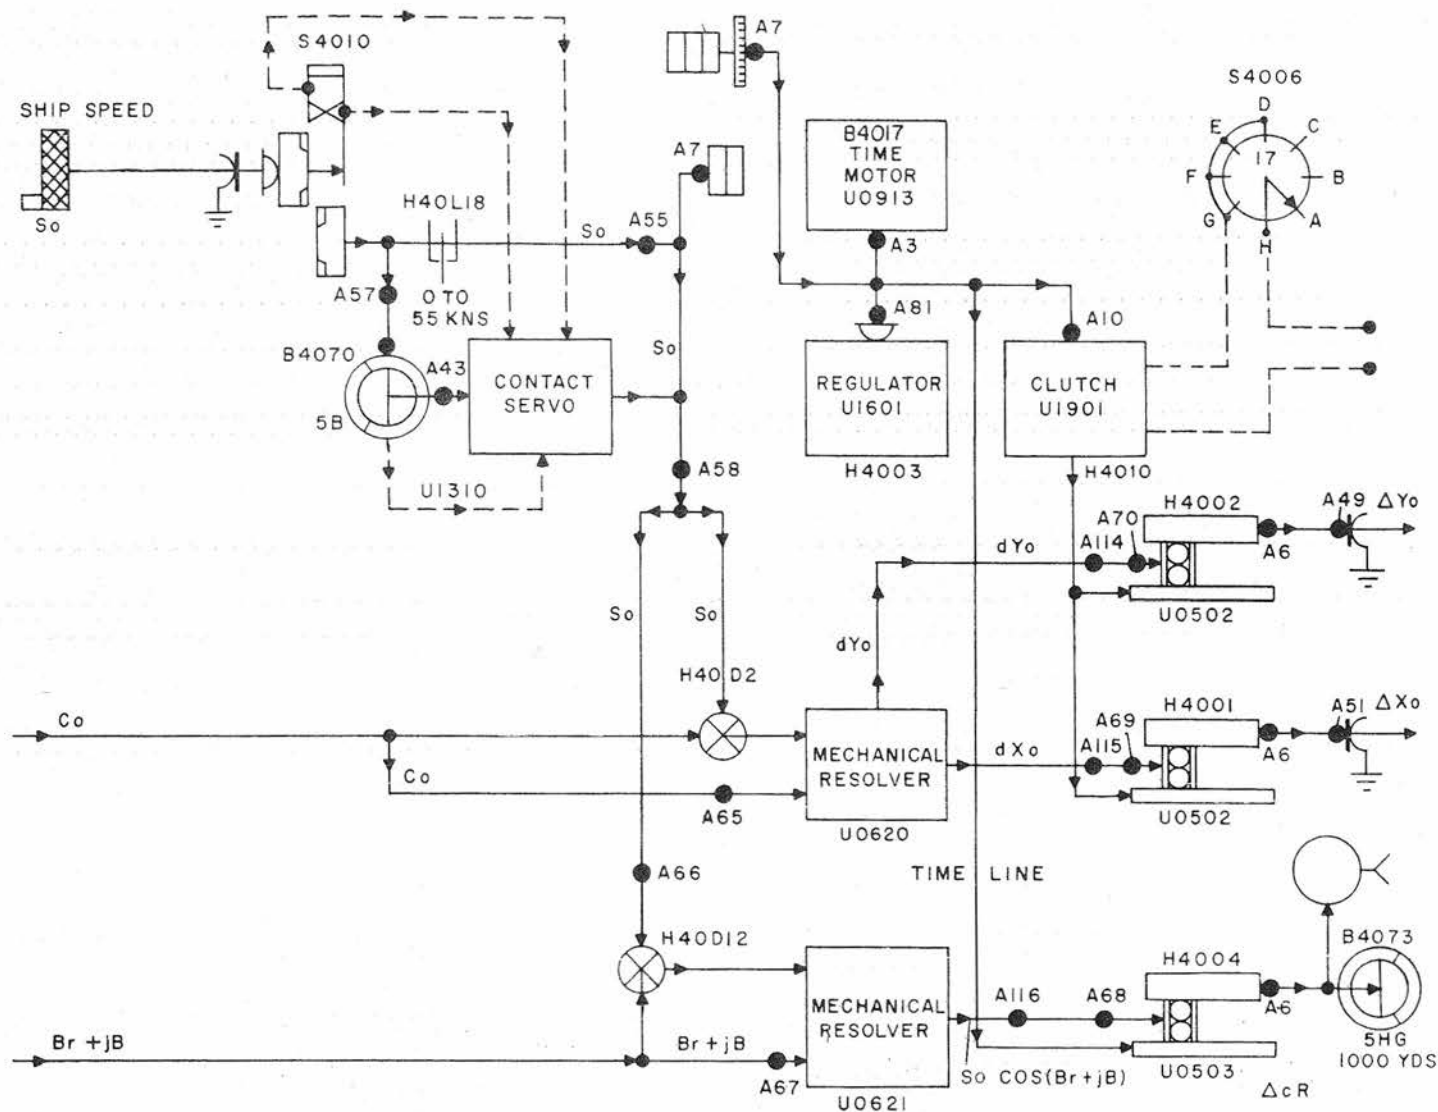 S4010
A7
S4006
D
E
C
SHIP SPEED
B4017
TIME
MOTOR
U0913
17
A7
F
B
H40L18
A55
G
A
So
So
A3
H
A57
0 TO
55 KNS
A81
A10
So
B4070
A43
CONTACT
SERVO
REGULATOR
U1601
CLUTCH
U1901
5B
A58
H4003
H4010
U1310
H4002
A49
ΔYo
A70
A114
dYo
A6
So
So
U0502
dYo
H40D2
H4001
A51
ΔXo
Co
A69
MECHANICAL
RESOLVER
dXo
A115
A6
Co
A65
U0620
U0502
A66
TIME LINE
H40D12
B4073
H4004
MECHANICAL
RESOLVER
A116
A68
A6
Br+jB
Br+jB
5HG
1000 YDS
A67
So COS(Br+jB)
U0503
U0621
ΔcR